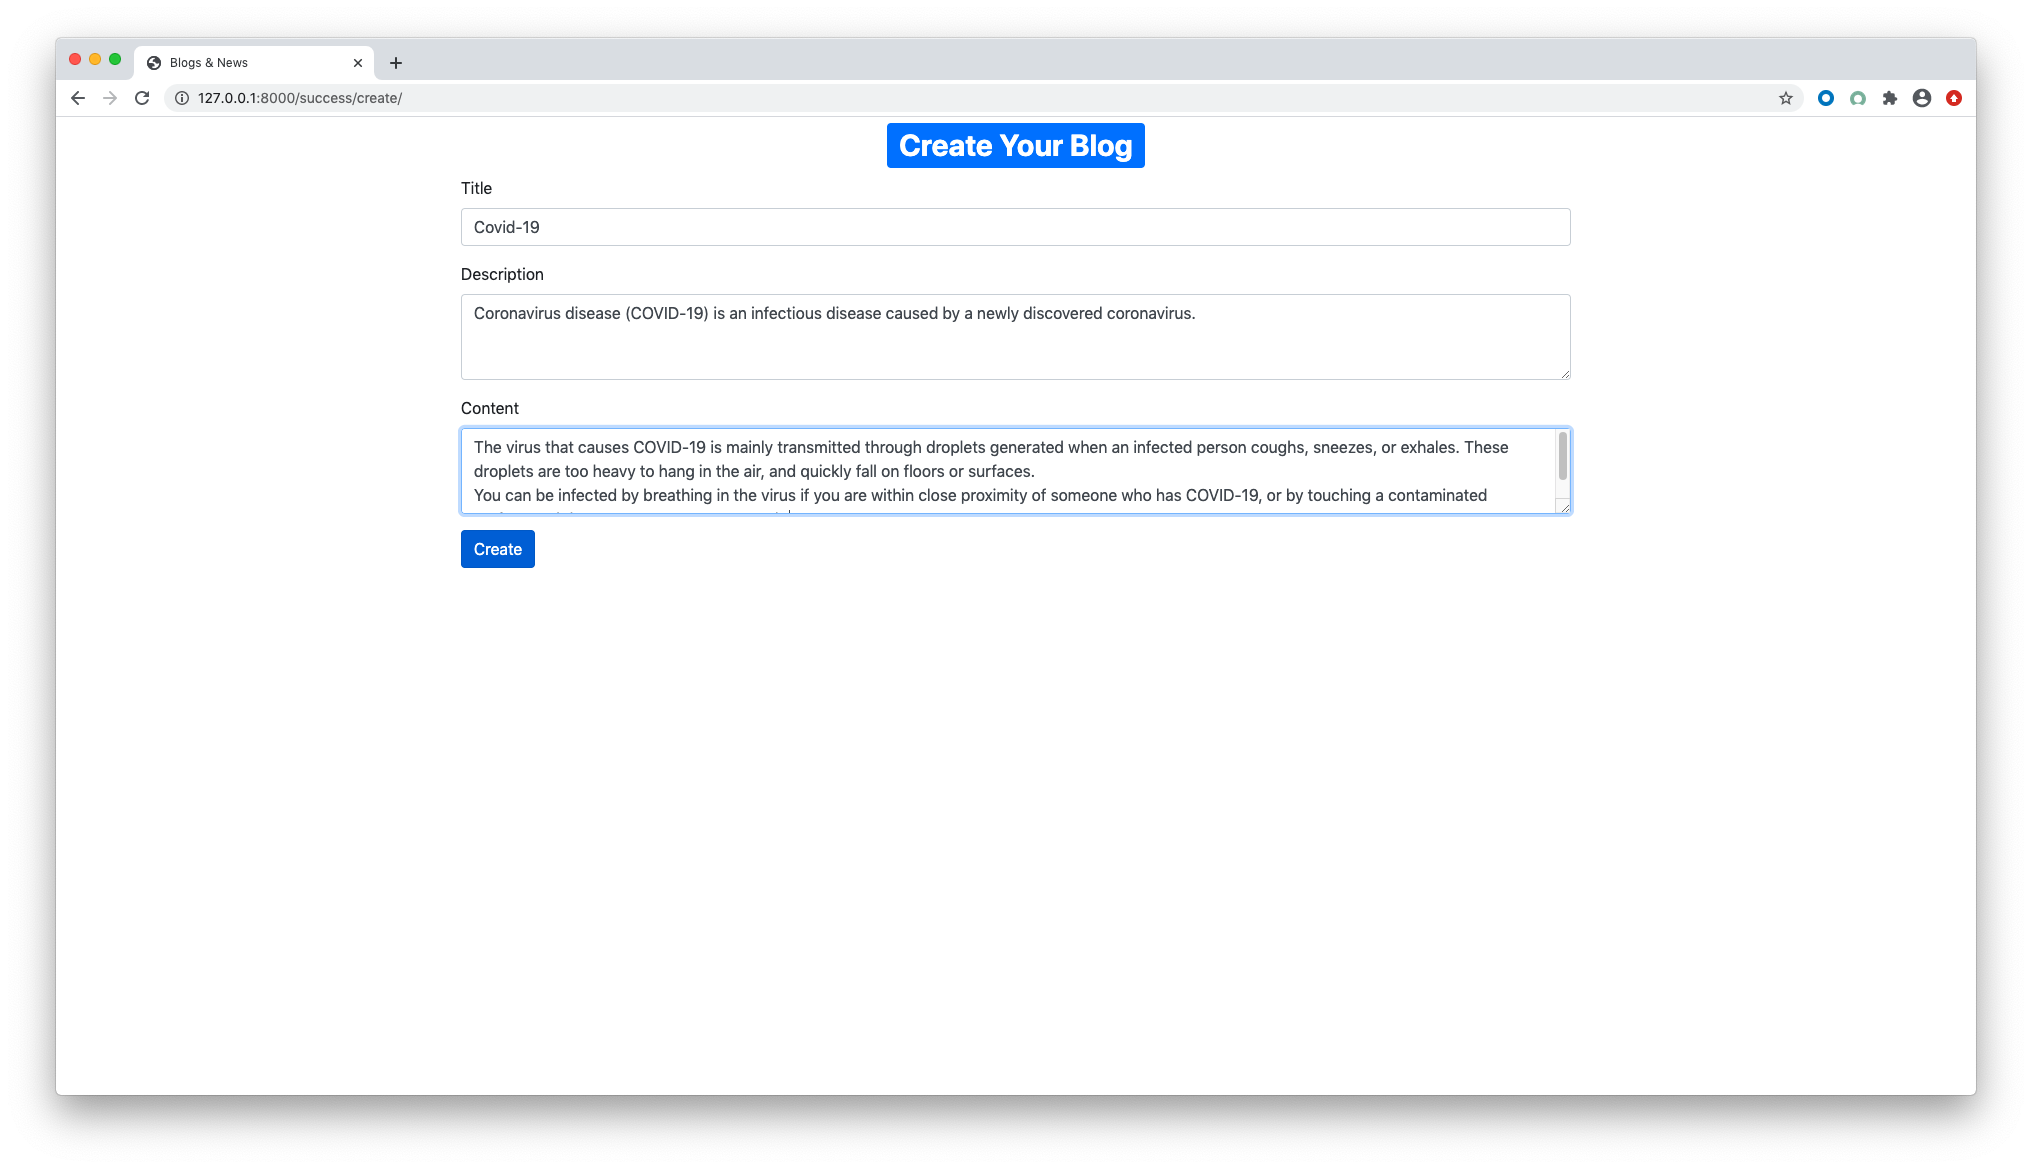 Blogs & News
127.0.0.1:8000/success/create/
Create Your Blog
Title
Covid-19
Description
Coronavirus disease (COVID-19) is an infectious disease caused by a newly discovered coronavirus.
Content
The virus that causes COVID-19 is mainly transmitted through droplets generated when an infected person coughs, sneezes, or exhales. These
droplets are too heavy to hang in the air, and quickly fall on floors or surfaces.
You can be infected by breathing in the virus if you are within close proximity of someone who has COVID-19, or by touching a contaminated
Create